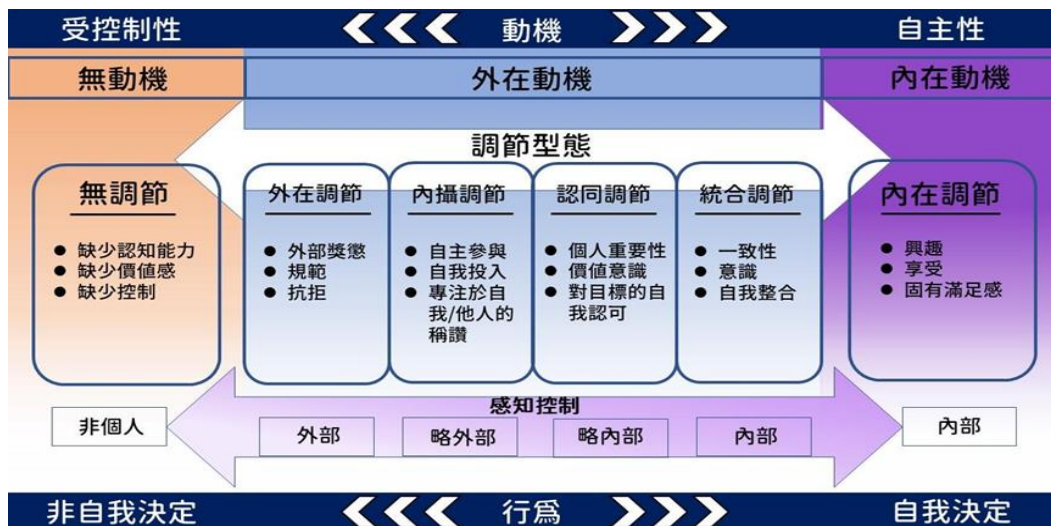 受控制性 動機 自主性
無動機 外在動機 內在動機
調節型態
無調節
缺少認知能力
缺少價值感
缺少控制
外在調節
外部獎懲
規範
抗拒
內攝調節
自主參與
自我投入
專注於自
我/他人的
稱讚
認同調節
個人重要性
價值意識
對目標的自
我認可
統合調節
一致性
意識
自我整合
內在調節
興趣
享受
固有滿足感
感知控制
非個人 外部 略外部 略內部 內部 內部
非自我決定 行為 自我決定